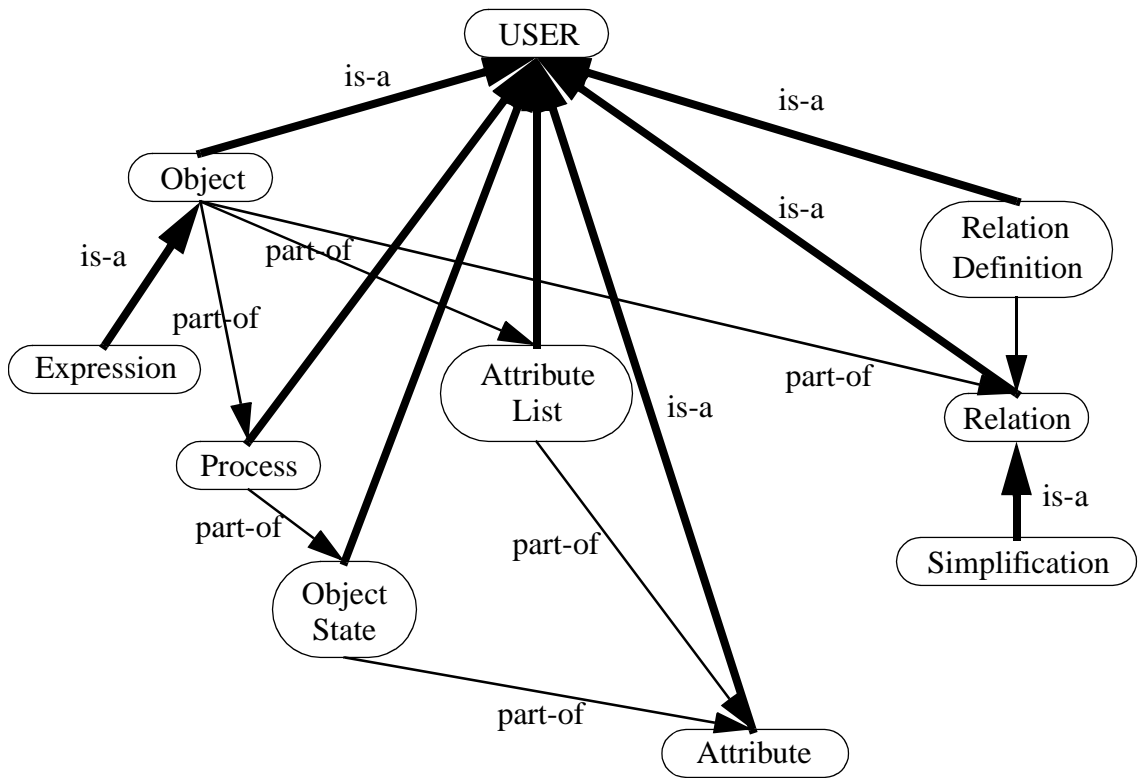 USER
is-a
is-a
Object
is-a
Relation
Definition
part-of
is-a
part-of
Expression
Attribute
List
part-of
is-a
Relation
Process
is-a
part-of
part-of
Simplification
Object
State
part-of
Attribute